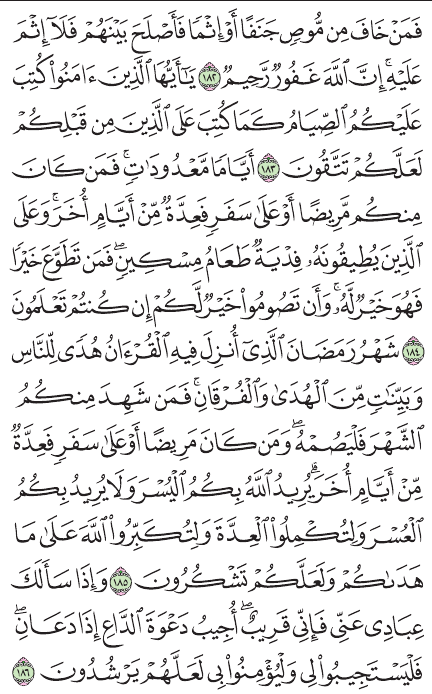 فَمَنْ خَافَ مِن مُّوصٍ جَنَفًا أَوْ إِثْمًا فَأَصْلَحَ بَيْنَهُمْ فَلَآ إِثْمَ
عَلَيْهِ ۚ إِنَّ ٱللَّهَ غَفُورٌ رَّحِيمٌ ١٨٢ يَٰٓأَيُّهَا ٱلَّذِينَ ءَامَنُوا۟ كُتِبَ
عَلَيْكُمُ ٱلصِّيَامُ كَمَا كُتِبَ عَلَى ٱلَّذِينَ مِن قَبْلِكُمْ
لَعَلَّكُمْ تَتَّقُونَ ١٨٣ أَيَّامًا مَّعْدُودَٰتٍ ۚ فَمَن كَانَ
مِنكُم مَّرِيضًا أَوْ عَلَىٰ سَفَرٍ فَعِدَّةٌ مِّنْ أَيَّامٍ أُخَرَ ۚ وَعَلَى
ٱلَّذِينَ يُطِيقُونَهُۥ فِدْيَةٌ طَعَامُ مِسْكِينٍ ۖ فَمَن تَطَوَّعَ خَيْرًا
فَهُوَ خَيْرٌ لَّهُۥ ۚ وَأَن تَصُومُوا۟ خَيْرٌ لَّكُمْ إِن كُنتُمْ تَعْلَمُونَ
١٨٤ شَهْرُ رَمَضَانَ ٱلَّذِىٓ أُنزِلَ فِيهِ ٱلْقُرْءَانُ هُدًى لِّلنَّاسِ
وَبَيِّنَٰتٍ مِّنَ ٱلْهُدَىٰ وَٱلْفُرْقَانِ ۚ فَمَن شَهِدَ مِنكُمُ
ٱلشَّهْرَ فَلْيَصُمْهُ ۖ وَمَن كَانَ مَرِيضًا أَوْ عَلَىٰ سَفَرٍ فَعِدَّةٌ
مِّنْ أَيَّامٍ أُخَرَ ۗ يُرِيدُ ٱللَّهُ بِكُمُ ٱلْيُسْرَ وَلَا يُرِيدُ بِكُمُ
ٱلْعُسْرَ وَلِتُكْمِلُوا۟ ٱلْعِدَّةَ وَلِتُكَبِّرُوا۟ ٱللَّهَ عَلَىٰ مَا
هَدَىٰكُمْ وَلَعَلَّكُمْ تَشْكُرُونَ ١٨٥ وَإِذَا سَأَلَكَ
عِبَادِى عَنِّى فَإِنِّى قَرِيبٌ ۖ أُجِيبُ دَعْوَةَ ٱلدَّاعِ إِذَا دَعَانِ ۖ
فَلْيَسْتَجِيبُوا۟ لِى وَلْيُؤْمِنُوا۟ بِى لَعَلَّهُمْ يَرْشُدُونَ ١٨٦